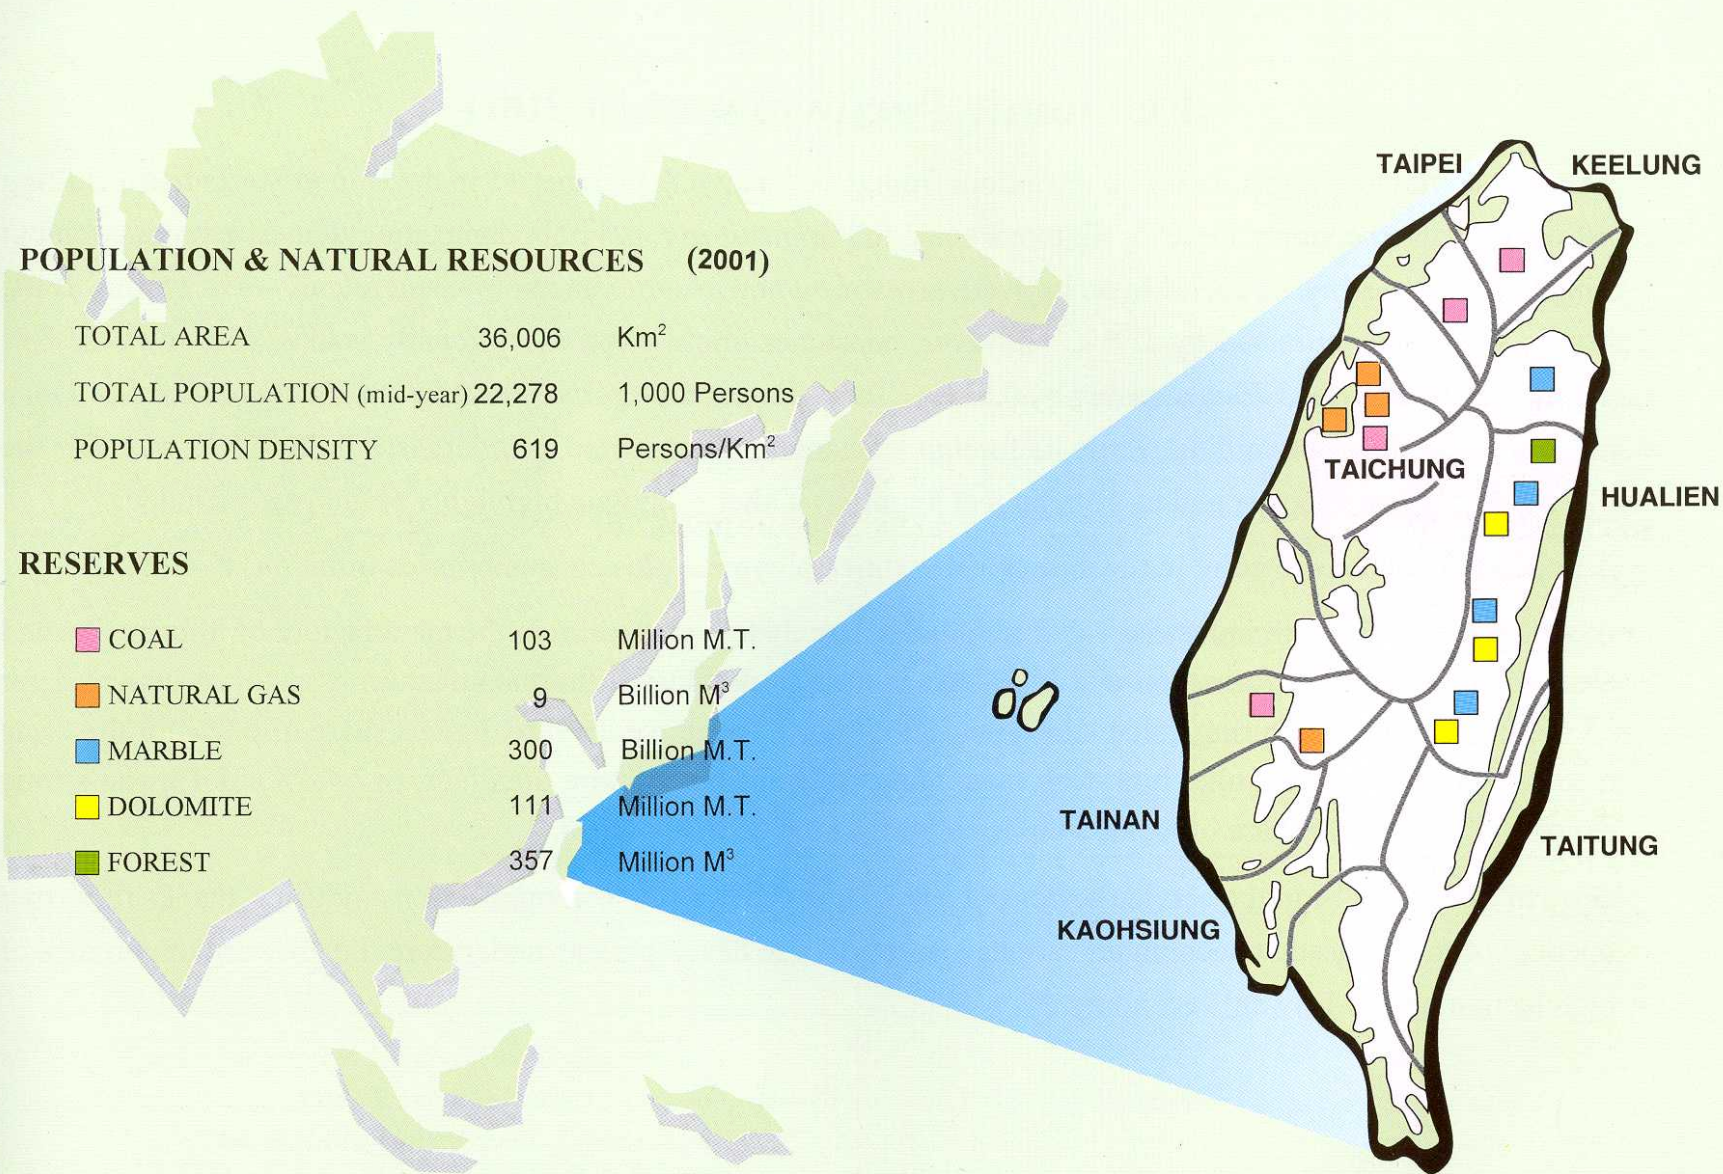 POPULATION & NATURAL RESOURCES (2001)
TOTAL AREA 36,006 Km²
TOTAL POPULATION (mid-year) 22,278 1,000 Persons
POPULATION DENSITY 619 Persons/Km²
RESERVES
COAL 103 Million M.T.
NATURAL GAS 9 Billion M³
MARBLE 300 Billion M.T.
DOLOMITE 111 Million M.T.
FOREST 357 Million M³
TAIPEI
KEELUNG
TAICHUNG
HUALIEN
TAINAN
TAITUNG
KAOHSIUNG